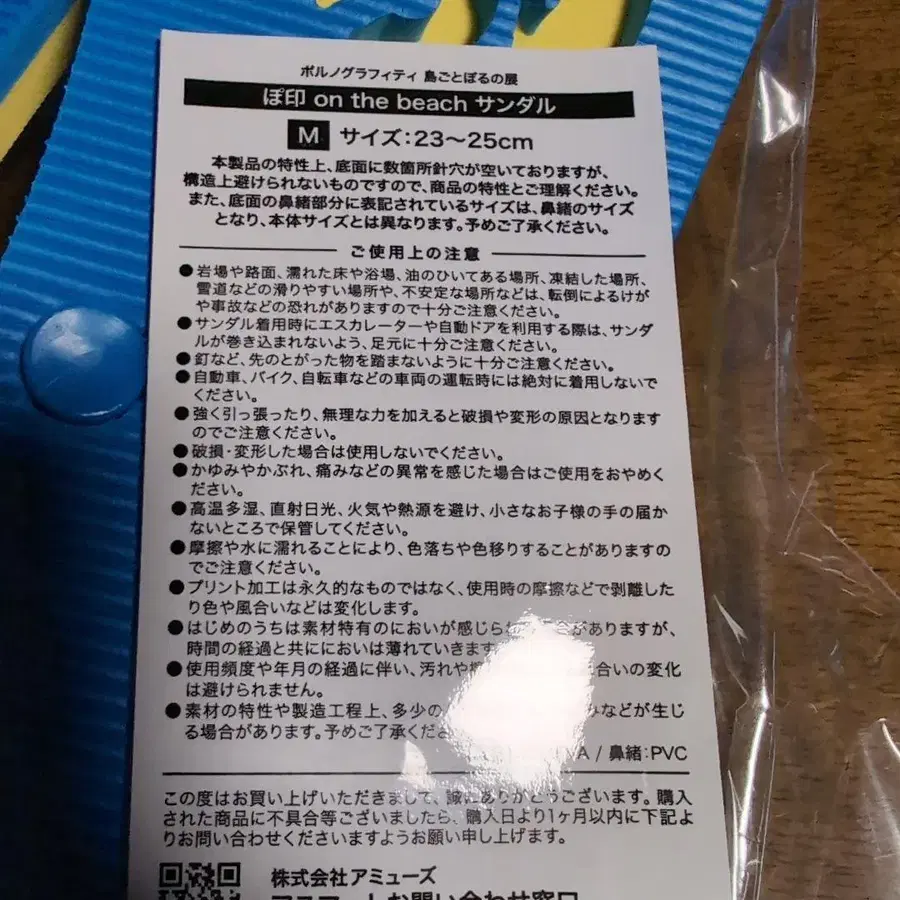 ポルノグラフィティ 島ごとぽるの展
ぽ印 on the beach サンダル
M サイズ:23〜25cm
本製品の特性上、底面に数箇所針穴が空いておりますが、
構造上避けられないものですので、商品の特性とご理解ください。
また、底面の鼻緒部分に表記されているサイズは、鼻緒のサイズ
となり、本体サイズとは異なります。予めご了承ください。
ご使用上の注意
●岩場や路面、濡れた床や浴場、油のひいてある場所、凍結した場所、
雪道などの滑りやすい場所や、不安定な場所などは、転倒によるけが
や事故などの恐れがありますので十分ご注意ください。
●サンダル着用時にエスカレーターや自動ドアを利用する際は、サンダ
ルが巻き込まれないよう、足元に十分ご注意ください。
●釘など、先のとがった物を踏まないように十分ご注意ください。
●自動車、バイク、自転車などの車両の運転時には絶対に着用しないで
ください。
●強く引っ張ったり、無理な力を加えると破損や変形の原因となります
のでご注意ください。
●破損・変形した場合は使用しないでください。
●かゆみやかぶれ、痛みなどの異常を感じた場合はご使用をおやめく
ださい。
●高温多湿、直射日光、火気や熱源を避け、小さなお子様の手の届か
ないところで保管してください。
●摩擦や水に濡れることにより、色落ちや色移りすることがありますの
でご注意ください。
●プリント加工は永久的なものではなく、使用時の摩擦などで剥離した
り色や風合いなどは変化します。
●はじめのうちは素材特有のにおいが感じられ 合がありますが、
時間の経過と共ににおいは薄れていきます
●使用頻度や年月の経過に伴い、汚れや 合いの変化
は避けられません。
●素材の特性や製造工程上、多少の みなどが生じ
る場合があります。予めご了承くだ
A / 鼻緒:PVC
この度はお買い上げいただきまして、誠にありがとうございます。購入
された商品に不具合等ございましたら、購入日より1ヶ月以内に下記よ
りお問い合わせくださいますようお願い申し上げます。
株式会社アミューズ
アスマートお問い合わせ窓口